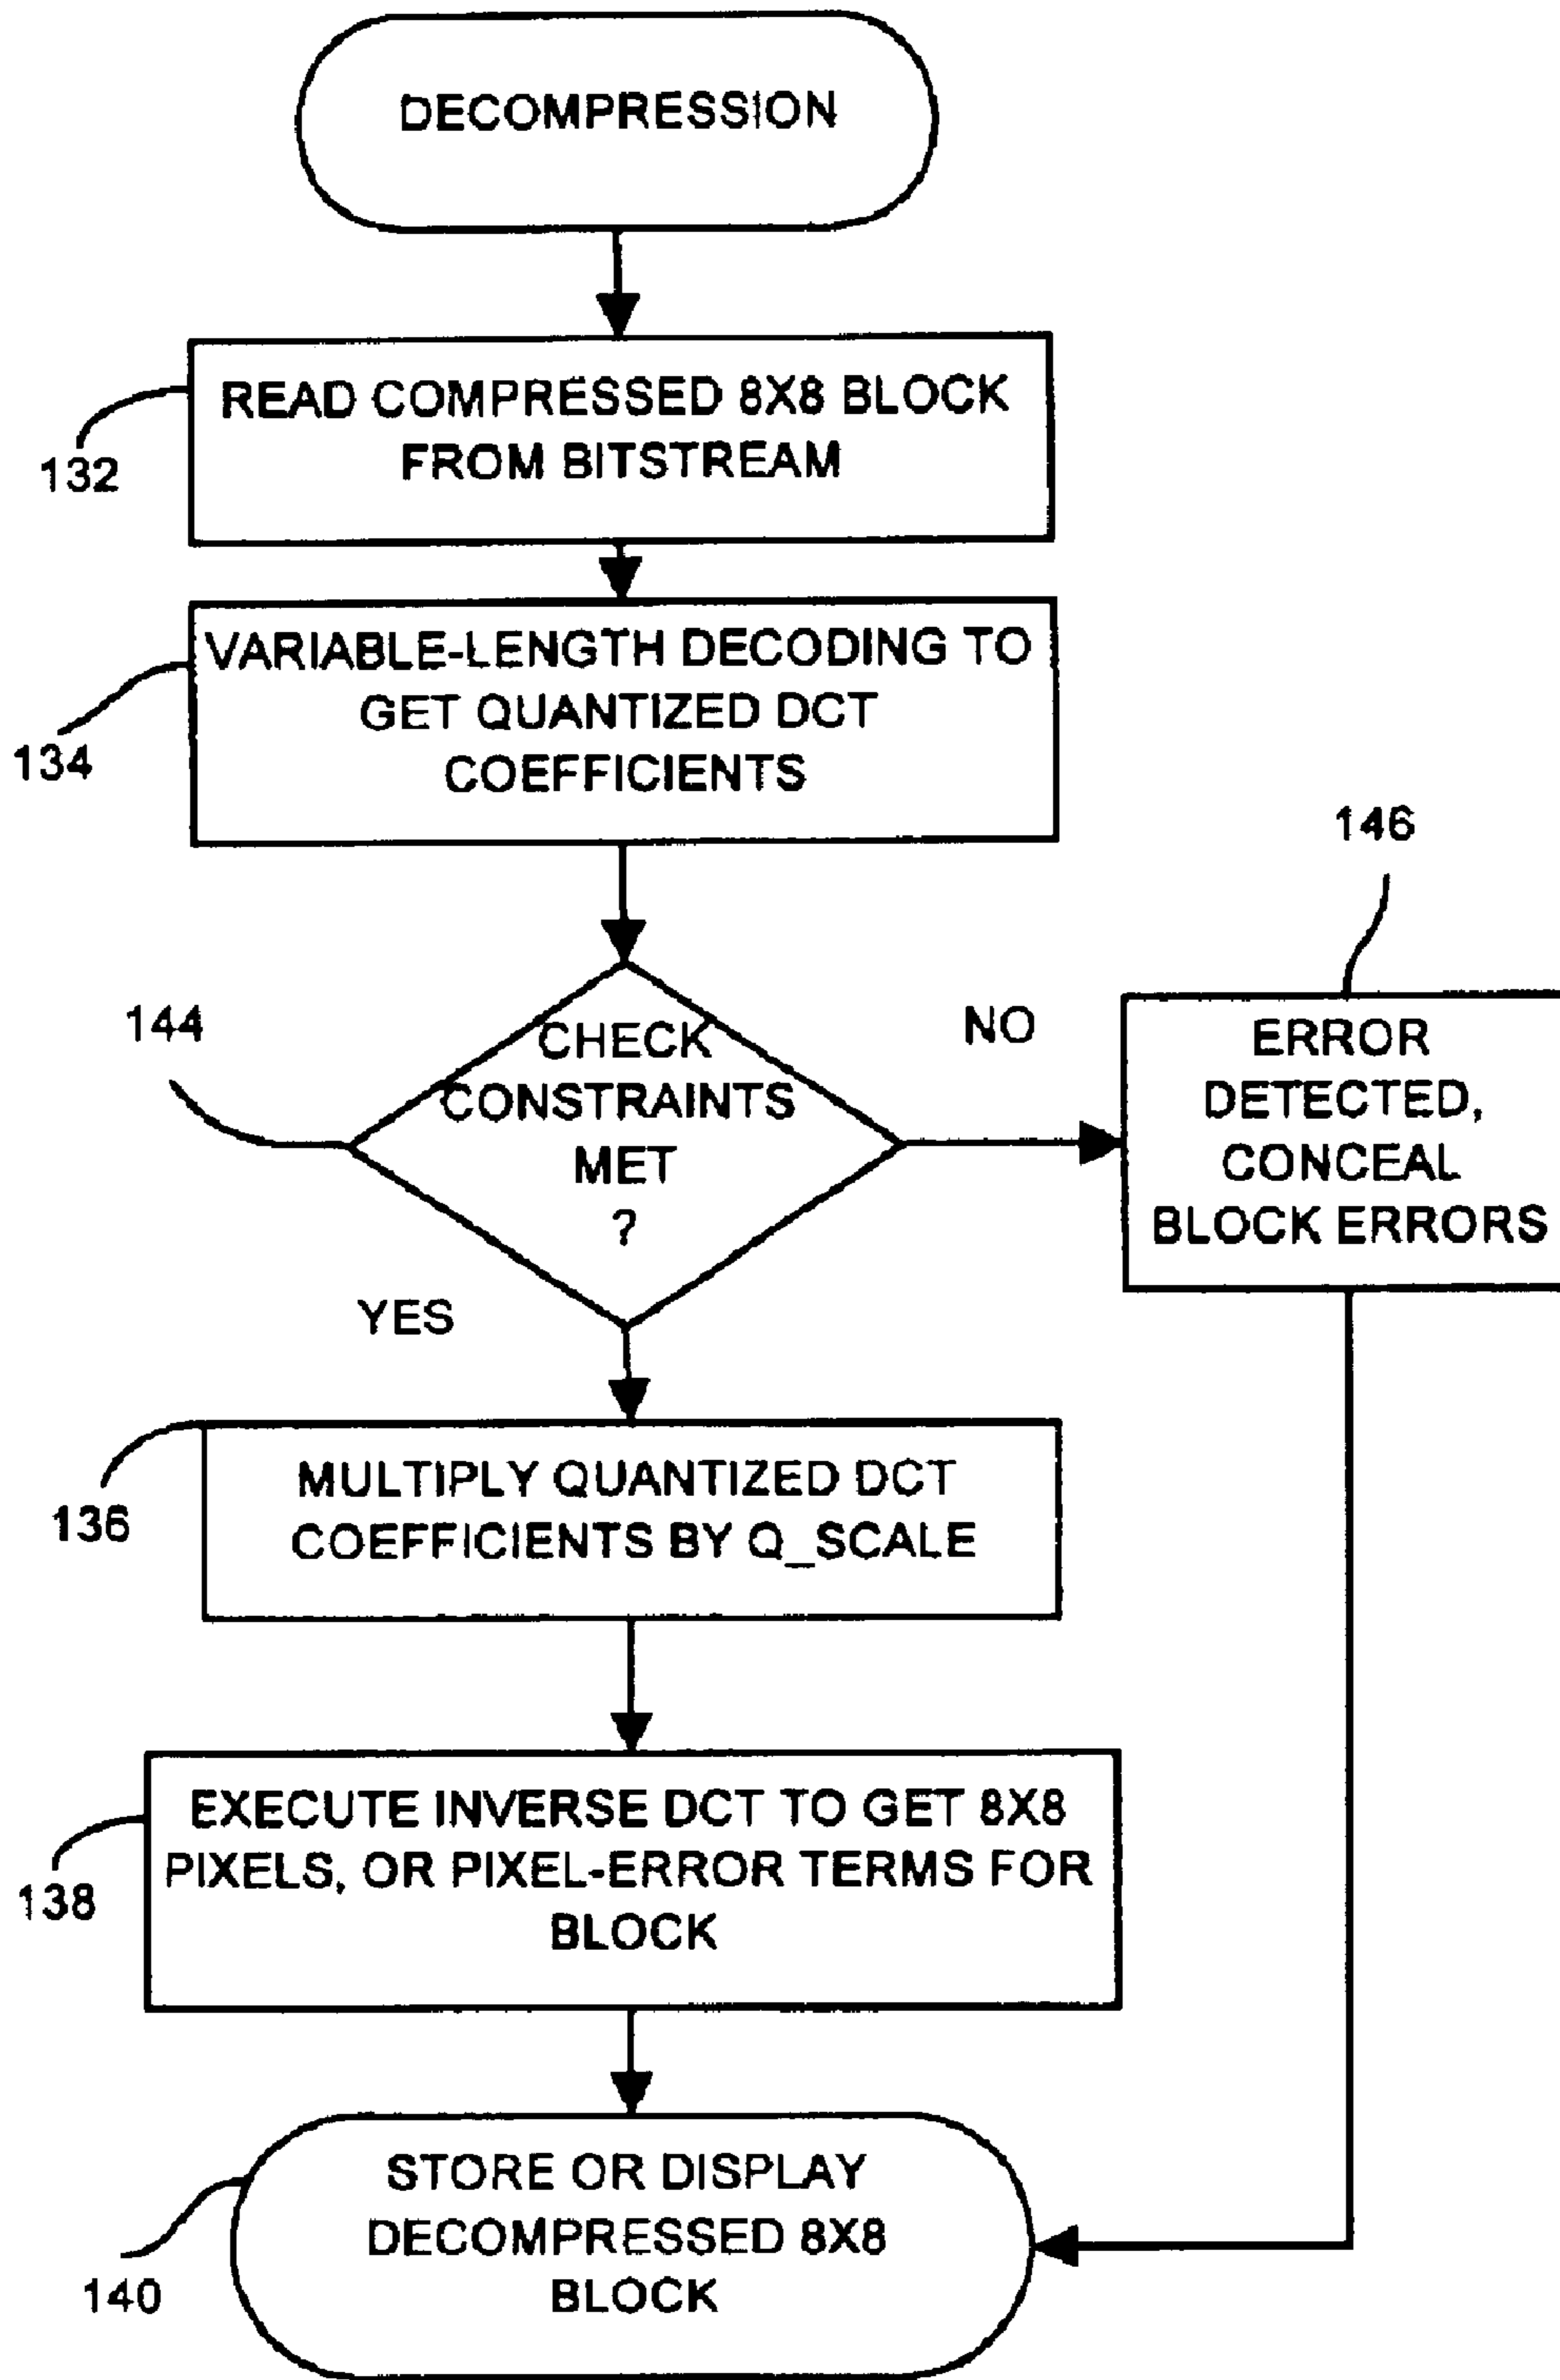 DECOMPRESSION
READ COMPRESSED 8X8 BLOCK
FROM BITSTREAM
132
VARIABLE-LENGTH DECODING TO
GET QUANTIZED DCT
COEFFICIENTS
134
146
144
CHECK
CONSTRAINTS
MET
?
NO
ERROR
DETECTED,
CONCEAL
BLOCK ERRORS
YES
MULTIPLY QUANTIZED DCT
COEFFICIENTS BY Q_SCALE
136
EXECUTE INVERSE DCT TO GET 8X8
PIXELS, OR PIXEL-ERROR TERMS FOR
BLOCK
138
STORE OR DISPLAY
DECOMPRESSED 8X8
BLOCK
140